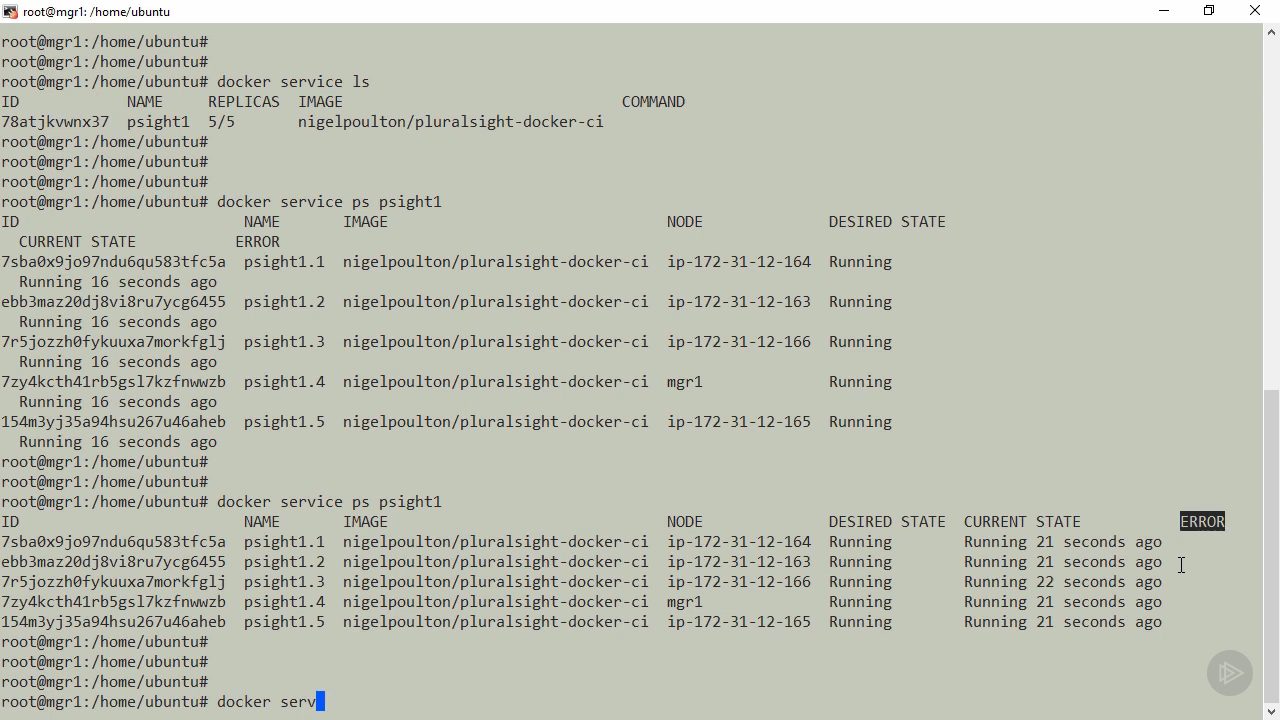 root@mgr1: /home/ubuntu
root@mgr1:/home/ubuntu#
root@mgr1:/home/ubuntu#
root@mgr1:/home/ubuntu# docker service ls
ID            NAME     REPLICAS  IMAGE                               COMMAND
78atjkvwnx37  psight1  5/5       nigelpoulton/pluralsight-docker-ci
root@mgr1:/home/ubuntu#
root@mgr1:/home/ubuntu#
root@mgr1:/home/ubuntu#
root@mgr1:/home/ubuntu# docker service ps psight1
ID                         NAME       IMAGE                               NODE              DESIRED STATE
  CURRENT STATE           ERROR
7sba0x9jo97ndu6qu583tfc5a  psight1.1  nigelpoulton/pluralsight-docker-ci  ip-172-31-12-164  Running
  Running 16 seconds ago
ebb3maz20dj8vi8ru7ycg6455  psight1.2  nigelpoulton/pluralsight-docker-ci  ip-172-31-12-163  Running
  Running 16 seconds ago
7r5jozzh0fykuuxa7morkfglj  psight1.3  nigelpoulton/pluralsight-docker-ci  ip-172-31-12-166  Running
  Running 16 seconds ago
7zy4kcth41rb5gsl7kzfnwwzb  psight1.4  nigelpoulton/pluralsight-docker-ci  mgr1              Running
  Running 16 seconds ago
154m3yj35a94hsu267u46aheb  psight1.5  nigelpoulton/pluralsight-docker-ci  ip-172-31-12-165  Running
  Running 16 seconds ago
root@mgr1:/home/ubuntu#
root@mgr1:/home/ubuntu#
root@mgr1:/home/ubuntu# docker service ps psight1
ID                         NAME       IMAGE                               NODE              DESIRED STATE  CURRENT STATE           ERROR
7sba0x9jo97ndu6qu583tfc5a  psight1.1  nigelpoulton/pluralsight-docker-ci  ip-172-31-12-164  Running        Running 21 seconds ago
ebb3maz20dj8vi8ru7ycg6455  psight1.2  nigelpoulton/pluralsight-docker-ci  ip-172-31-12-163  Running        Running 21 seconds ago
7r5jozzh0fykuuxa7morkfglj  psight1.3  nigelpoulton/pluralsight-docker-ci  ip-172-31-12-166  Running        Running 22 seconds ago
7zy4kcth41rb5gsl7kzfnwwzb  psight1.4  nigelpoulton/pluralsight-docker-ci  mgr1              Running        Running 21 seconds ago
154m3yj35a94hsu267u46aheb  psight1.5  nigelpoulton/pluralsight-docker-ci  ip-172-31-12-165  Running        Running 21 seconds ago
root@mgr1:/home/ubuntu#
root@mgr1:/home/ubuntu#
root@mgr1:/home/ubuntu#
root@mgr1:/home/ubuntu# docker serv